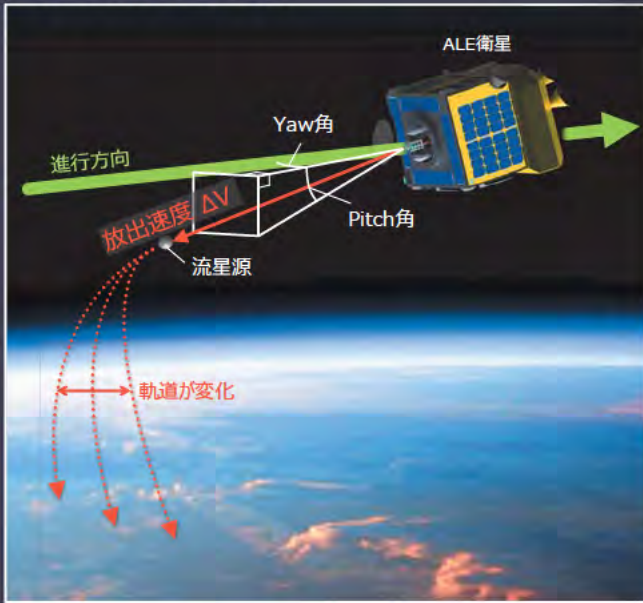 ALE衛星
Yaw角
進行方向
放出速度 ΔV
Pitch角
流星源
軌道が変化